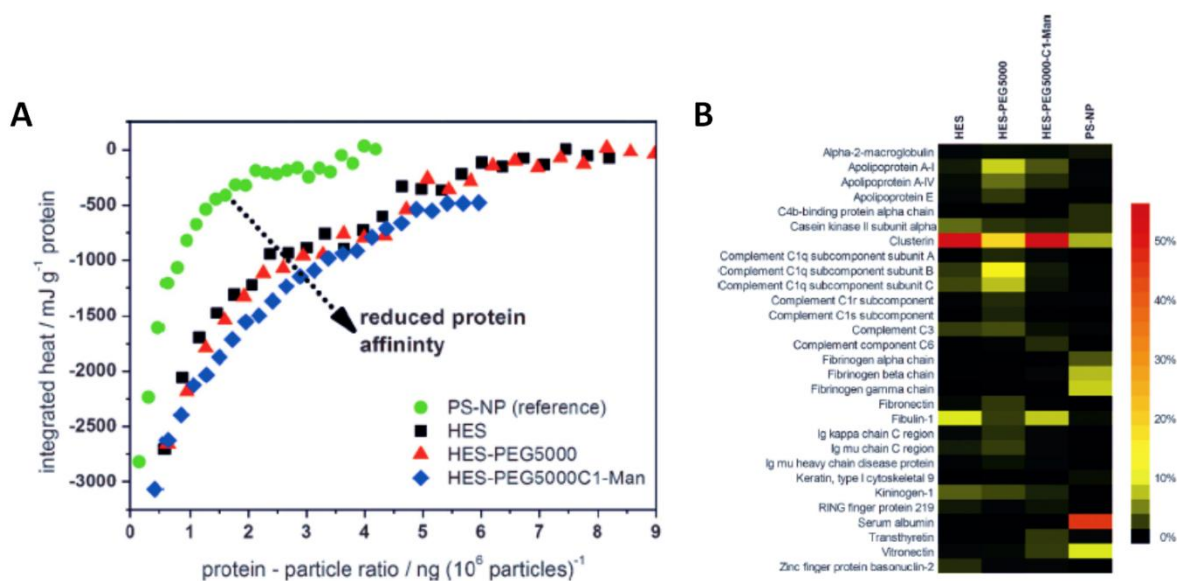 A
integrated heat / mJ g-1 protein
0
-500
-1000
-1500
-2000
-2500
-3000
reduced protein
affininty
PS-NP (reference)
HES
HES-PEG5000
HES-PEG5000C1-Man
0 1 2 3 4 5 6 7 8 9
protein - particle ratio / ng (10^6 particles)^-1
B
HES
HES-PEG5000
HES-PEG5000-C1-Man
PS-NP
Alpha-2-macroglobulin
Apolipoprotein A-I
Apolipoprotein A-IV
Apolipoprotein E
C4b-binding protein alpha chain
Casein kinase II subunit alpha
Clusterin
Complement C1q subcomponent subunit A
Complement C1q subcomponent subunit B
Complement C1q subcomponent subunit C
Complement C1r subcomponent
Complement C1s subcomponent
Complement C3
Complement component C6
Fibrinogen alpha chain
Fibrinogen beta chain
Fibrinogen gamma chain
Fibronectin
Fibulin-1
Ig kappa chain C region
Ig mu chain C region
Ig mu heavy chain disease protein
Keratin, type I cytoskeletal 9
Kininogen-1
RING finger protein 219
Serum albumin
Transthyretin
Vitronectin
Zinc finger protein basonuclin-2
50%
40%
30%
20%
10%
0%